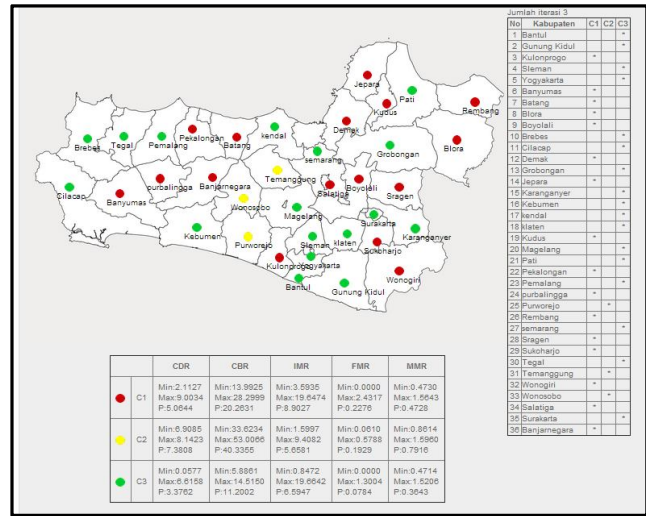 Jumlah iterasi 3
No Kabupaten C1 C2 C3
1 Bantul *
2 Gunung Kidul *
3 Kulonprogo *
4 Sleman *
5 Yogyakarta *
6 Banyumas *
7 Batang *
8 Blora *
9 Boyolali *
10 Brebes *
11 Cilacap *
12 Demak *
13 Grobongan *
14 Jepara *
15 Karanganyer *
16 Kebumen *
17 kendal *
18 klaten *
19 Kudus *
20 Magelang *
21 Pati *
22 Pekalongan *
23 Pemalang *
24 purbalingga *
25 Purworejo *
26 Rembang *
27 semarang *
28 Sragen *
29 Sukoharjo *
30 Tegal *
31 Temanggung *
32 Wonogiri *
33 Wonosobo *
34 Salatiga *
35 Surakarta *
36 Banjarnegara *
Jepara
Pati
Kudus
Rembang
Demak
Brebes
Tegal
Pemalang
Pekalongan
Batang
kendal
semarang
Grobongan
Blora
Cilacap
Banyumas
purbalingga
Banjarnegara
Temanggung
Salatiga
Boyolali
Sragen
Wonosobo
Magelang
Surakarta
Kebumen
Purworejo
Sleman
klaten
Karanganyer
Sukoharjo
Kulonprogo
Yogyakarta
Bantul
Gunung Kidul
Wonogiri
CDR CBR IMR FMR MMR
C1
Min:2.1127 Min:13.9925 Min:3.5935 Min:0.0000 Min:0.4730
Max:9.0034 Max:28.2999 Max:19.6474 Max:2.4317 Max:1.5643
P:5.0644 P:20.2631 P:8.9027 P:0.2276 P:0.4728
C2
Min:6.9085 Min:33.6234 Min:1.5997 Min:0.0610 Min:0.8614
Max:8.1423 Max:53.0066 Max:9.4082 Max:0.5788 Max:1.5960
P:7.3808 P:40.3355 P:5.6581 P:0.1929 P:0.7916
C3
Min:0.0577 Min:5.8861 Min:0.8472 Min:0.0000 Min:0.4714
Max:6.6158 Max:14.5150 Max:19.6642 Max:1.3004 Max:1.5206
P:3.3762 P:11.2002 P:6.5947 P:0.0784 P:0.3643